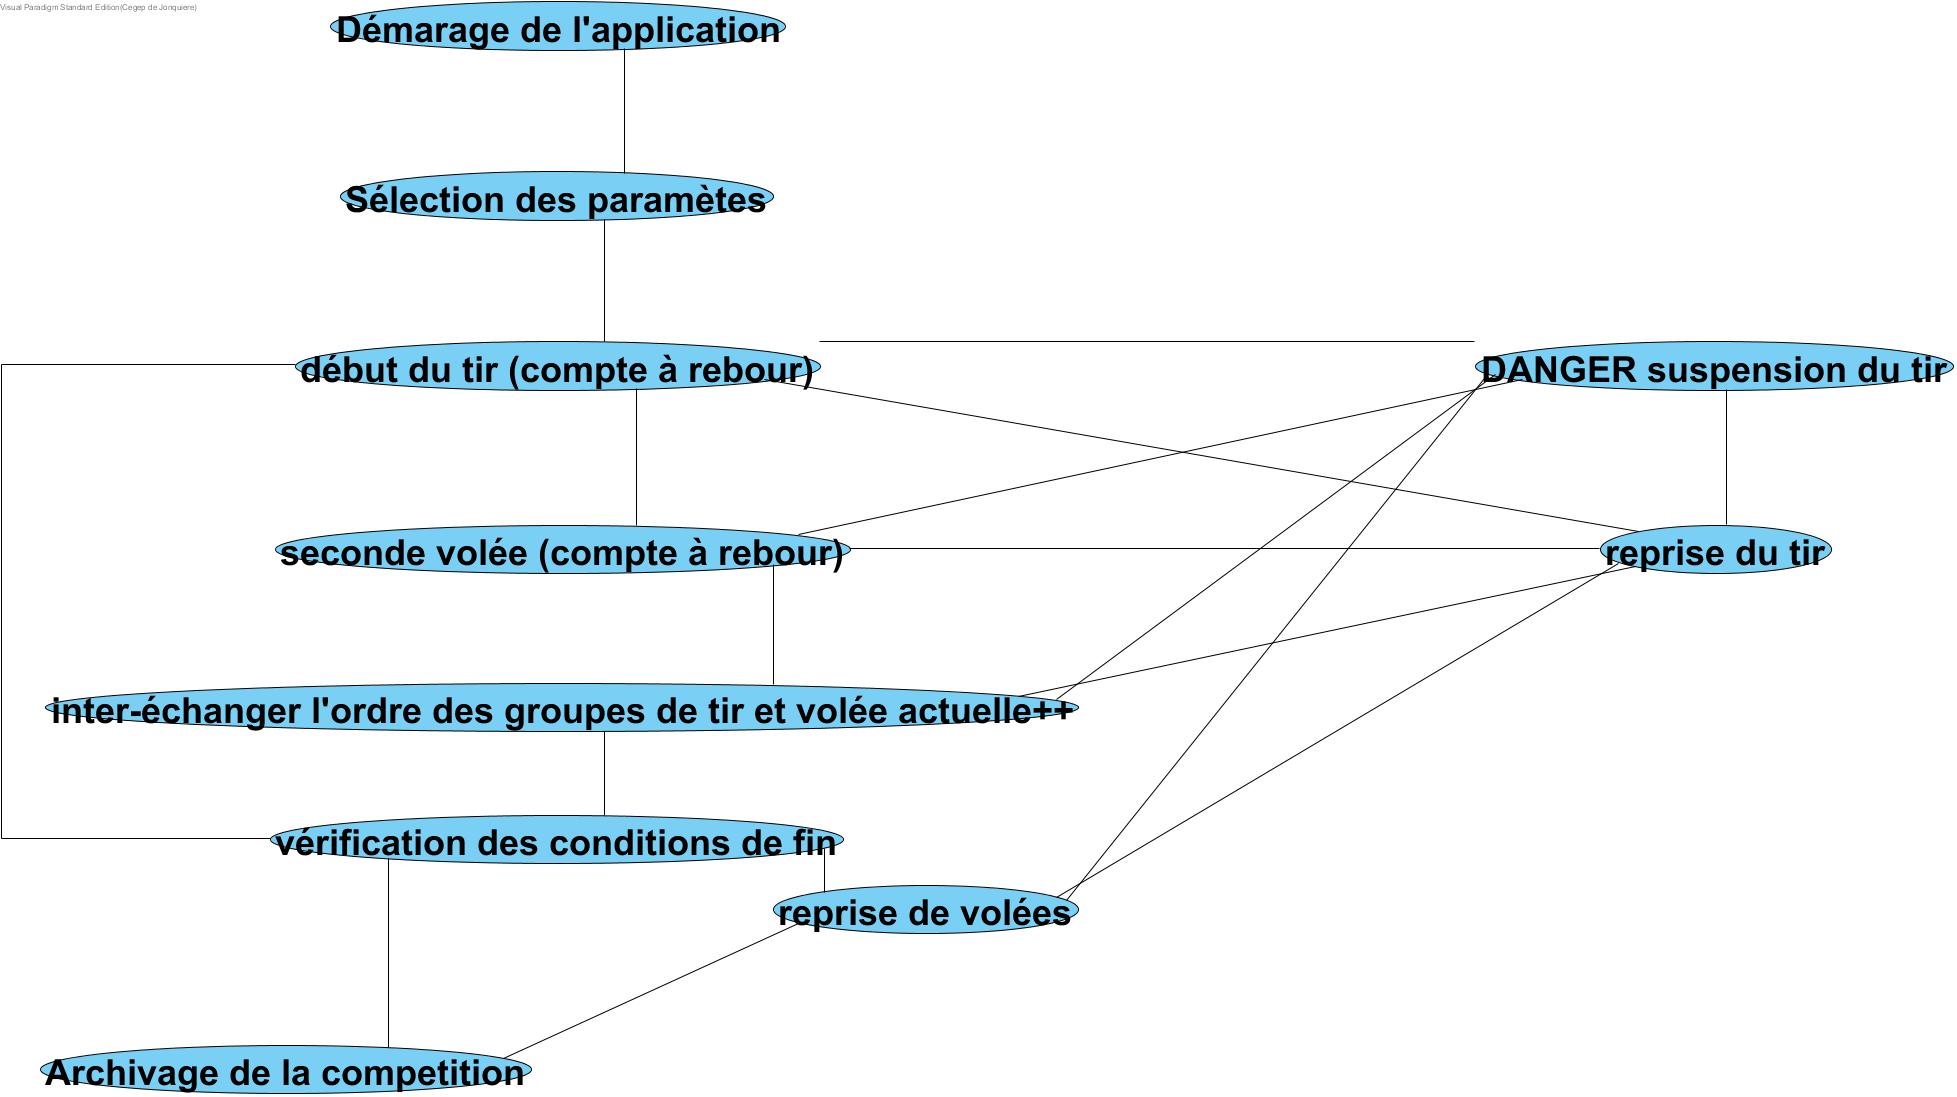 Visual Paradigm Standard Edition(Cegep de Jonquiere)
Démarage de l'application
Sélection des paramètes
début du tir (compte à rebour)
DANGER suspension du tir
seconde volée (compte à rebour)
reprise du tir
inter-échanger l'ordre des groupes de tir et volée actuelle++
vérification des conditions de fin
reprise de volées
Archivage de la competition